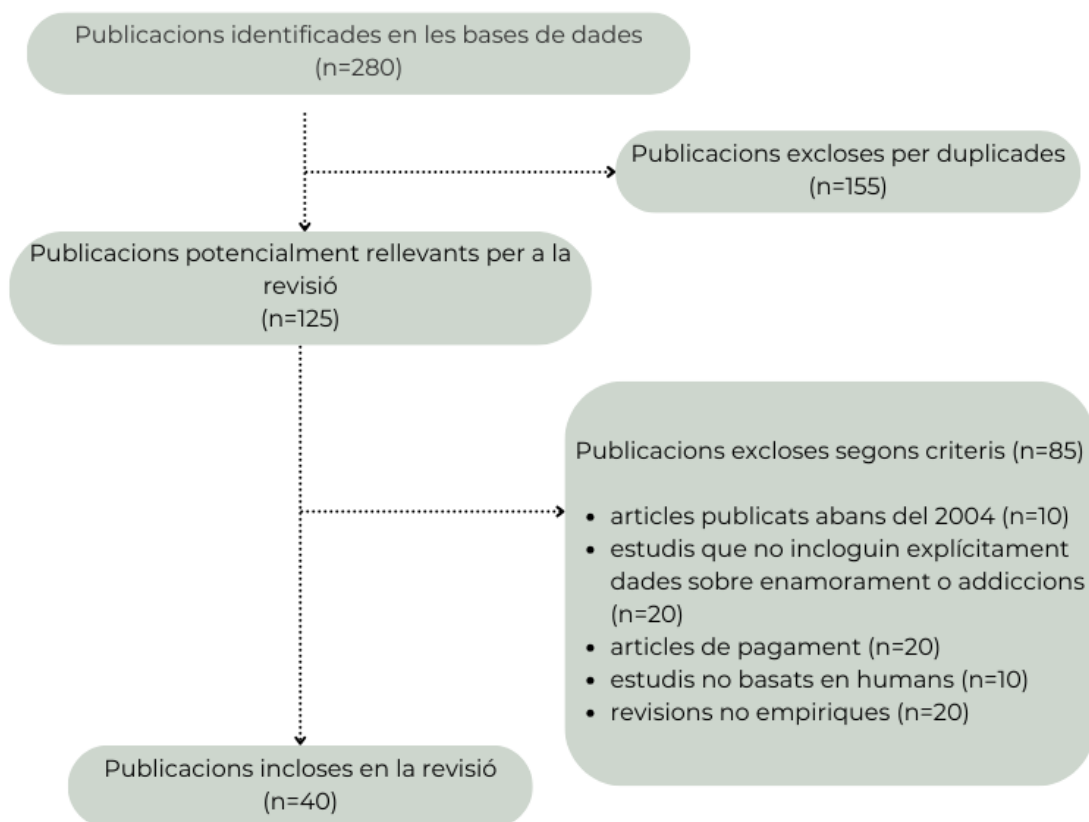 Publicacions identificades en les bases de dades
(n=280)
Publicacions excloses per duplicades
(n=155)
Publicacions potencialment rellevants per a la
revisió
(n=125)
Publicacions excloses segons criteris (n=85)
• articles publicats abans del 2004 (n=10)
• estudis que no incloguin explícitament
dades sobre enamorament o addiccions
(n=20)
• articles de pagament (n=20)
• estudis no basats en humans (n=10)
• revisions no empiriques (n=20)
Publicacions incloses en la revisió
(n=40)